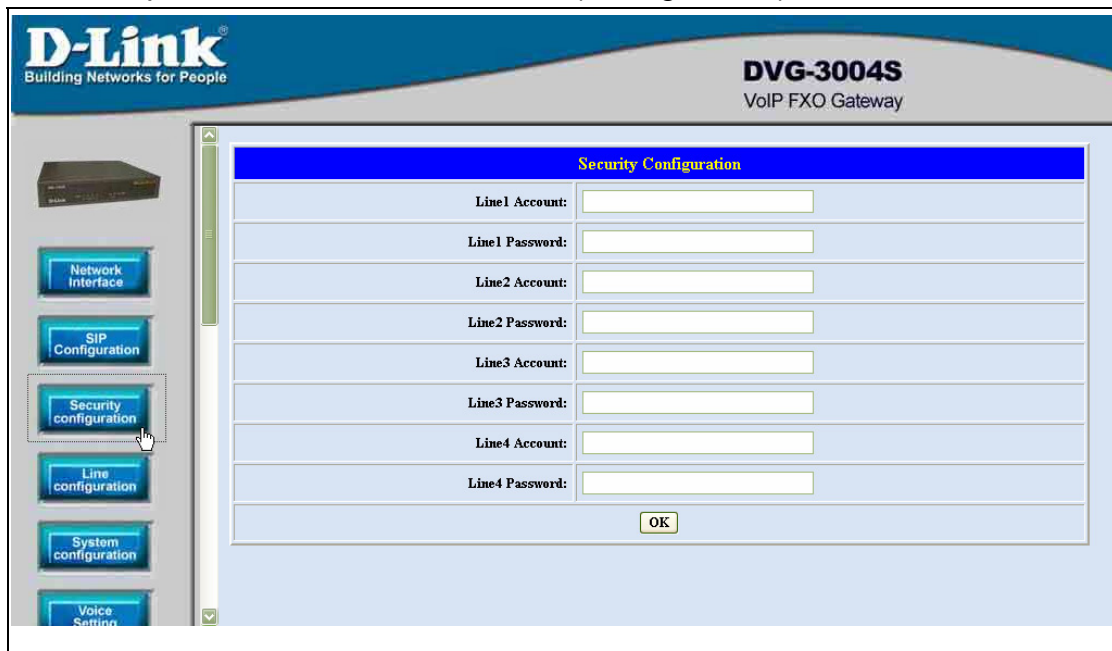 D-Link®
Building Networks for People
DVG-3004S
VoIP FXO Gateway
Network
Interface
SIP
Configuration
Security
configuration
Line
configuration
System
configuration
Voice
Setting
Security Configuration
Line1 Account:
Line1 Password:
Line2 Account:
Line2 Password:
Line3 Account:
Line3 Password:
Line4 Account:
Line4 Password:
OK